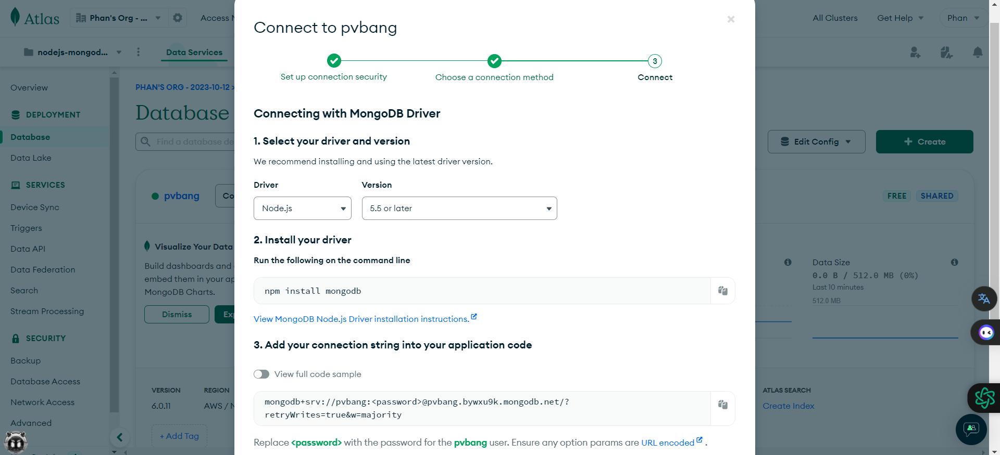 Atlas
Phan's Org - ...
Access
All Clusters
Get Help
Phan
nodejs-mongod...
Data Services
Overview
DEPLOYMENT
Database
Data Lake
SERVICES
Device Sync
Triggers
Data API
Data Federation
Search
Stream Processing
SECURITY
Backup
Database Access
Network Access
Advanced
PHAN'S ORG - 2023-10-12 >
Database
Find a database de
Edit Config
+ Create
pvbang
Co
FREE
SHARED
Visualize Your Data
Build dashboards and
embed them in your ap
MongoDB Charts.
Dismiss
Exp
Data Size
0.0 B / 512.0 MB (0%)
Last 10 minutes
512.0 MB
VERSION
REGION
6.0.11
AWS / N
+ Add Tag
ATLAS SEARCH
Create Index
Connect to pvbang
Set up connection security
Choose a connection method
3
Connect
Connecting with MongoDB Driver
1. Select your driver and version
We recommend installing and using the latest driver version.
Driver
Version
Node.js
5.5 or later
2. Install your driver
Run the following on the command line
npm install mongodb
View MongoDB Node.js Driver installation instructions.
3. Add your connection string into your application code
View full code sample
mongodb+srv://pvbang:<password>@pvbang.bywxu9k.mongodb.net/?
retryWrites=true&w=majority
Replace <password> with the password for the pvbang user. Ensure any option params are URL encoded .